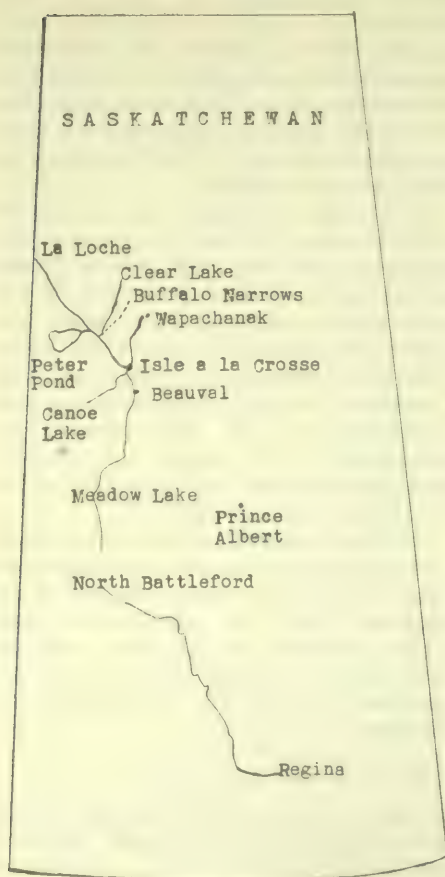 SASKATCHEWAN
La Loche
Clear Lake
Buffalo Narrows
Wapachanak
Peter
Pond
Isle a la Crosse
Beauval
Canoe
Lake
Meadow Lake
Prince
Albert
North Battleford
Regina